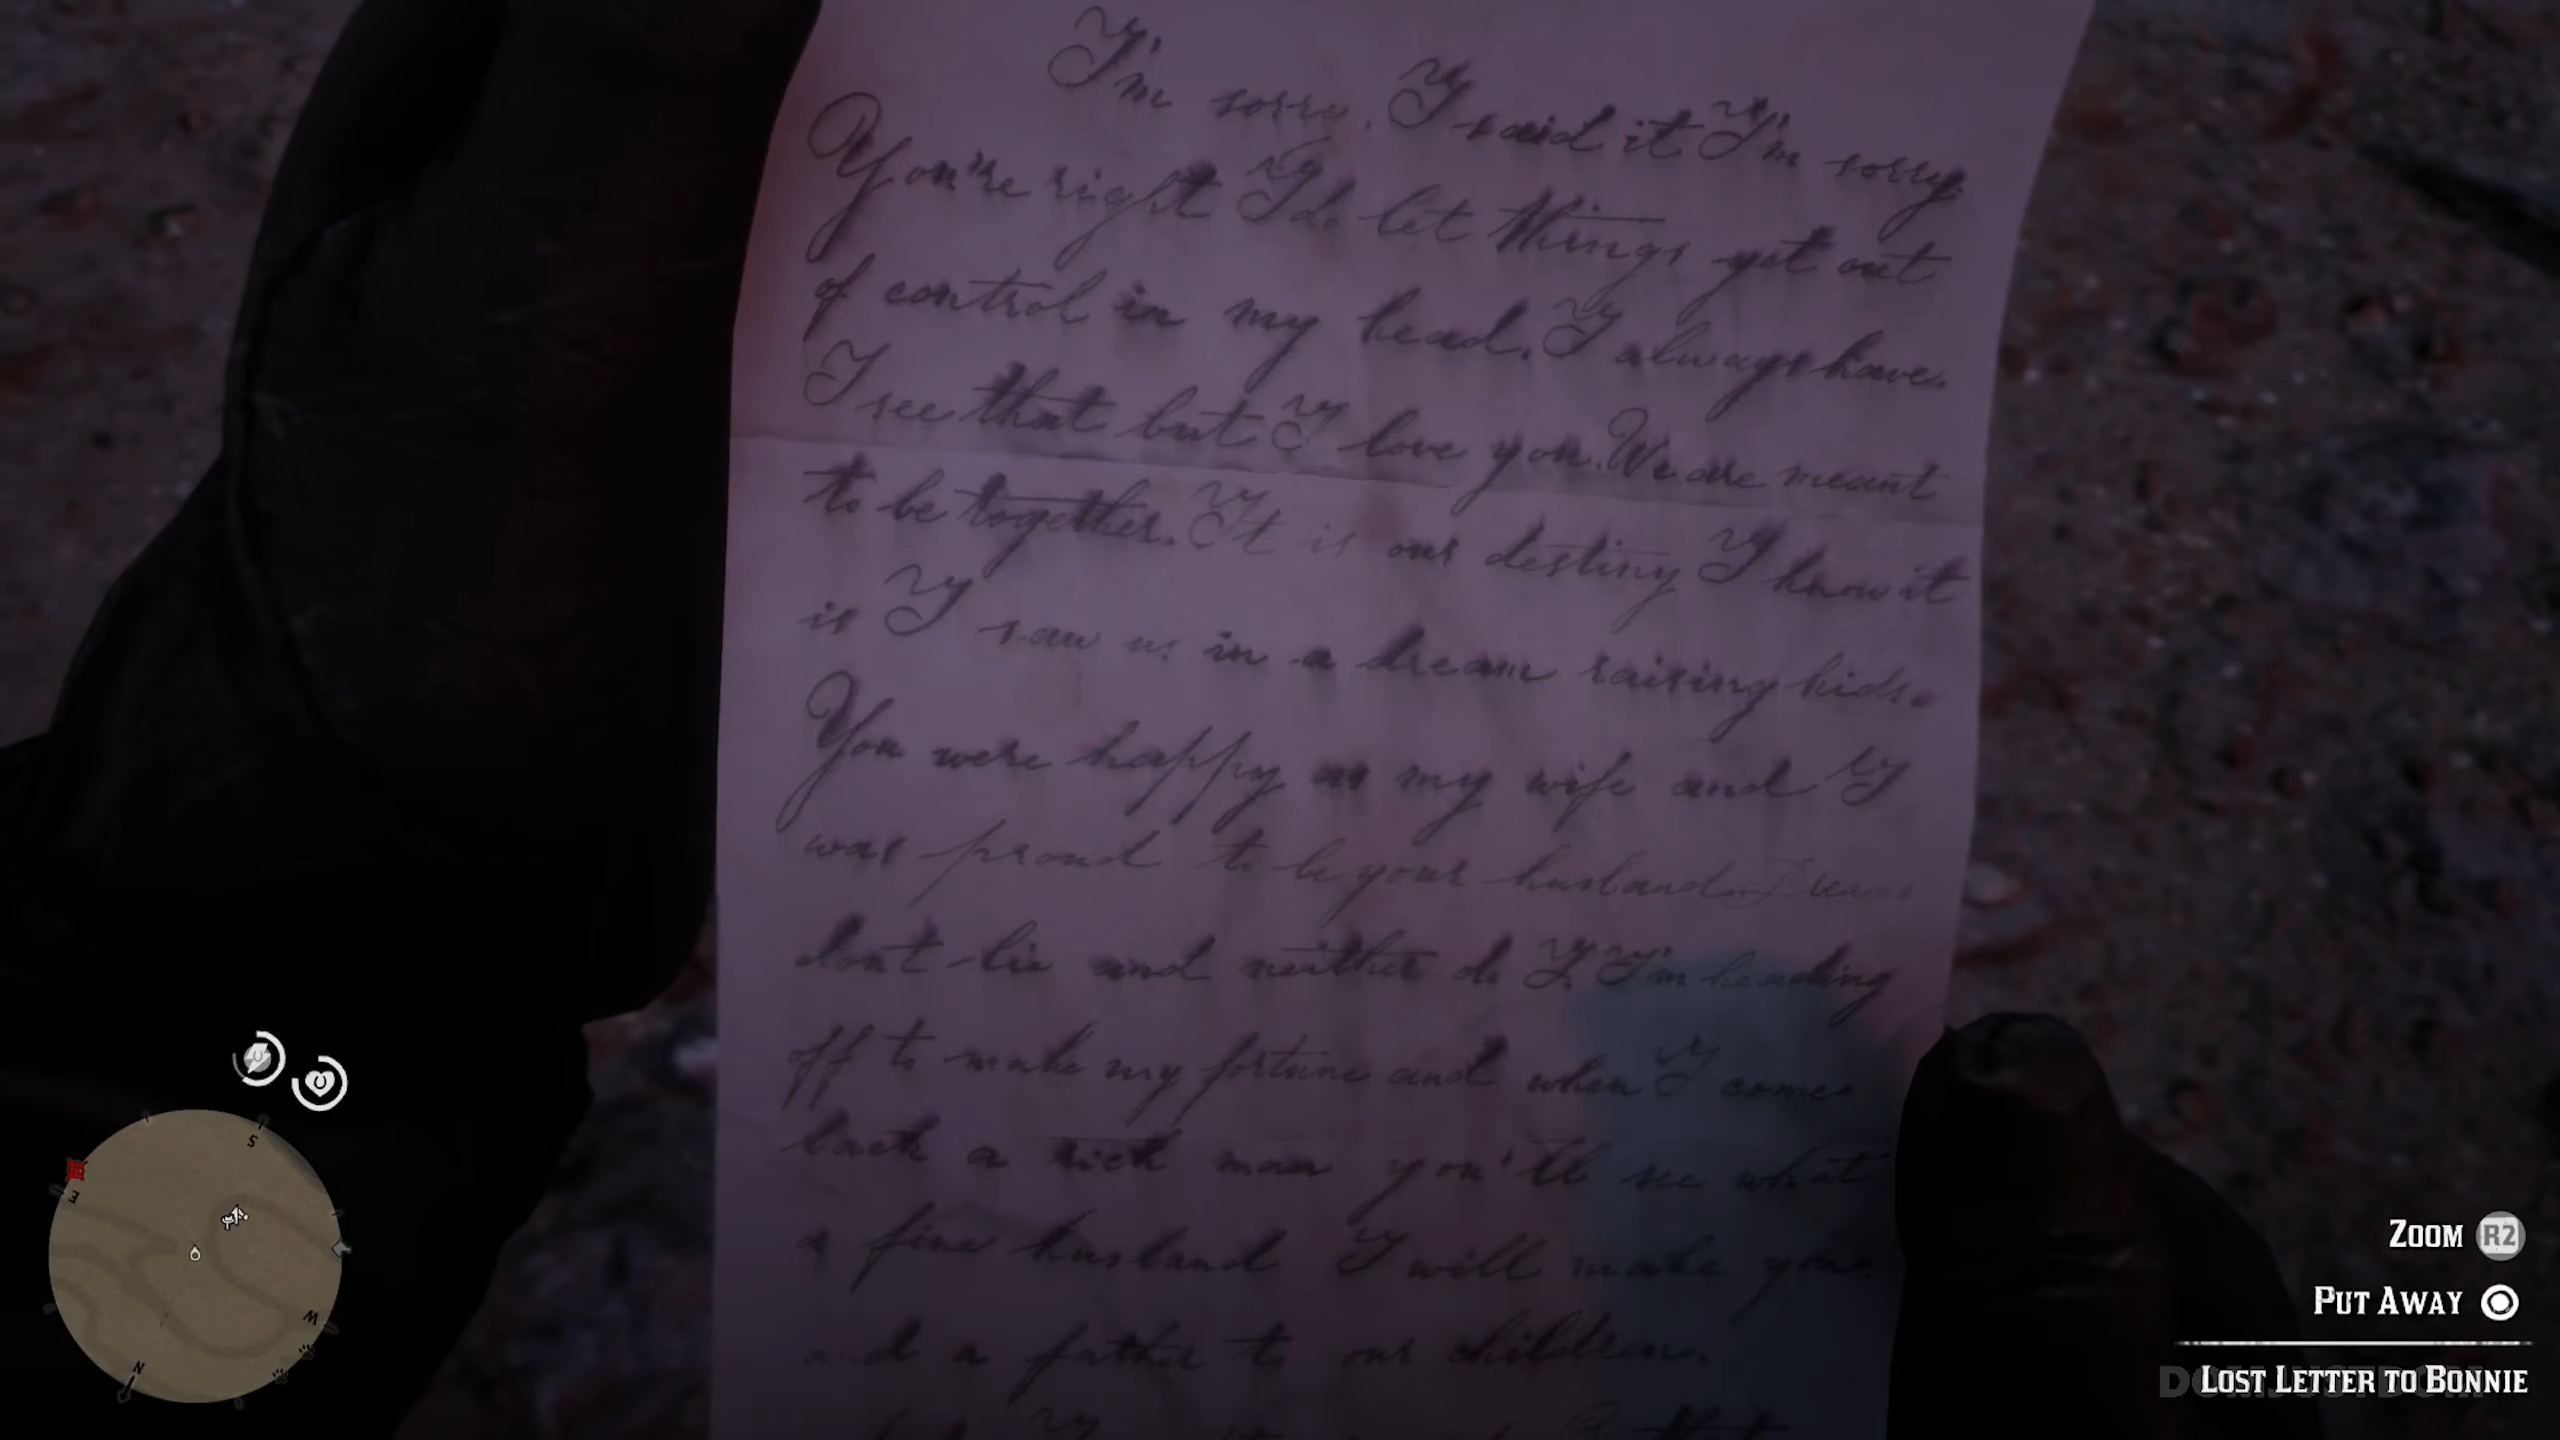 I'm sorry. I said it I'm sorry.
You're right I do let things get out
of control in my head. I always have.
I see that but I love you. We are meant
to be together. It is our destiny I know it
is I saw us in a dream raising kids.
You were happy as my wife and I
was proud to be your husband. Dreams
dont lie and neither do I. I'm heading
off to make my fortune and when I come
back a rich man you'll see what
a fine husband I will make you
and a father to our children.
ZOOM R2
PUT AWAY
LOST LETTER TO BONNIE
S
E
W
N